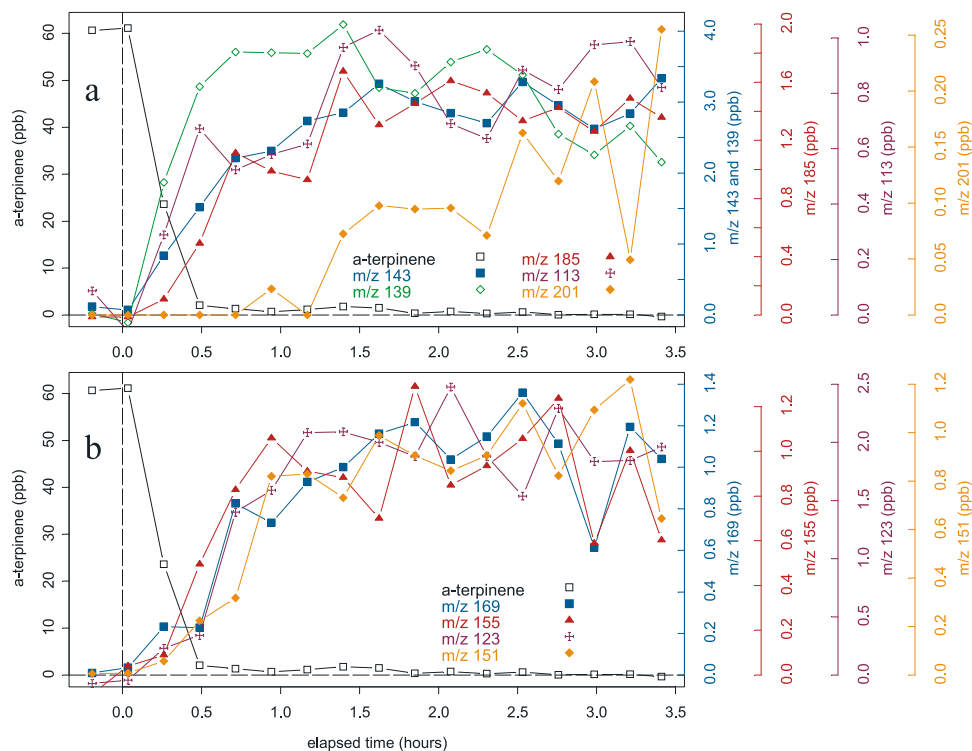 a
a-terpinene (ppb)
60
50
40
30
20
10
0
0.0 0.5 1.0 1.5 2.0 2.5 3.0 3.5
a-terpinene
m/z 143
m/z 139
m/z 185
m/z 113
m/z 201
0.0 1.0 2.0 3.0 4.0
m/z 143 and 139 (ppb)
0.0 0.4 0.8 1.2 1.6 2.0
m/z 185 (ppb)
0.0 0.2 0.4 0.6 0.8 1.0
m/z 113 (ppb)
0.00 0.05 0.10 0.15 0.20 0.25
m/z 201 (ppb)
b
a-terpinene (ppb)
60
50
40
30
20
10
0
0.0 0.5 1.0 1.5 2.0 2.5 3.0 3.5
elapsed time (hours)
a-terpinene
m/z 169
m/z 155
m/z 123
m/z 151
0.0 0.2 0.4 0.6 0.8 1.0 1.2 1.4
m/z 169 (ppb)
0.0 0.2 0.4 0.6 0.8 1.0 1.2
m/z 155 (ppb)
0.0 0.5 1.0 1.5 2.0 2.5
m/z 123 (ppb)
0.0 0.2 0.4 0.6 0.8 1.0 1.2
m/z 151 (ppb)